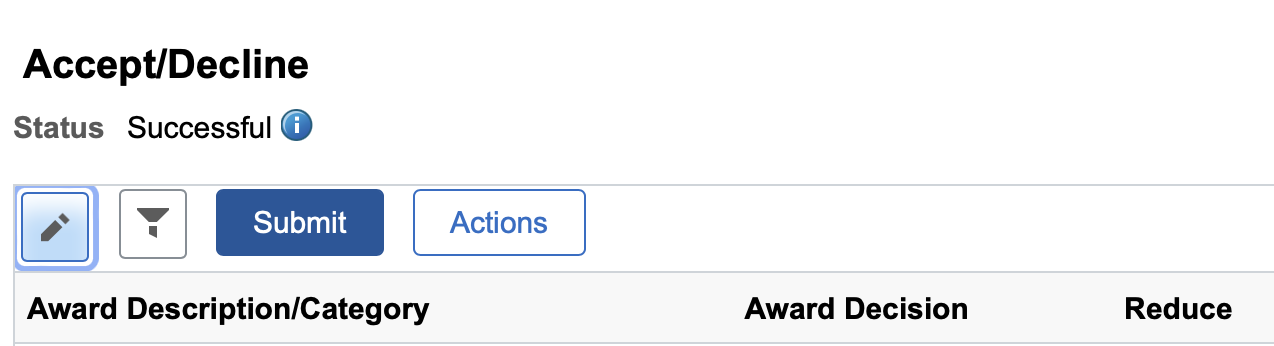 Accept/Decline
Status Successful
Submit Actions
Award Description/Category Award Decision Reduce